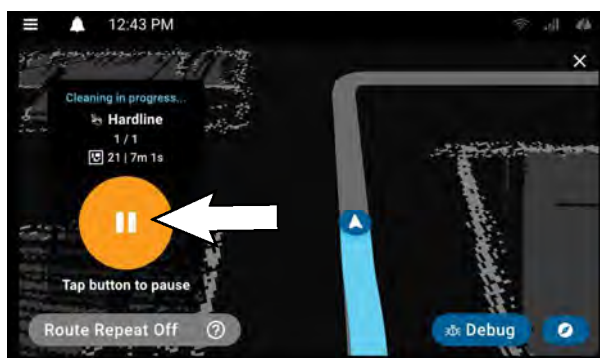 12:43 PM
Cleaning in progress...
Hardline
1 / 1
21 | 7m 1s
Tap button to pause
Route Repeat Off ?
Debug